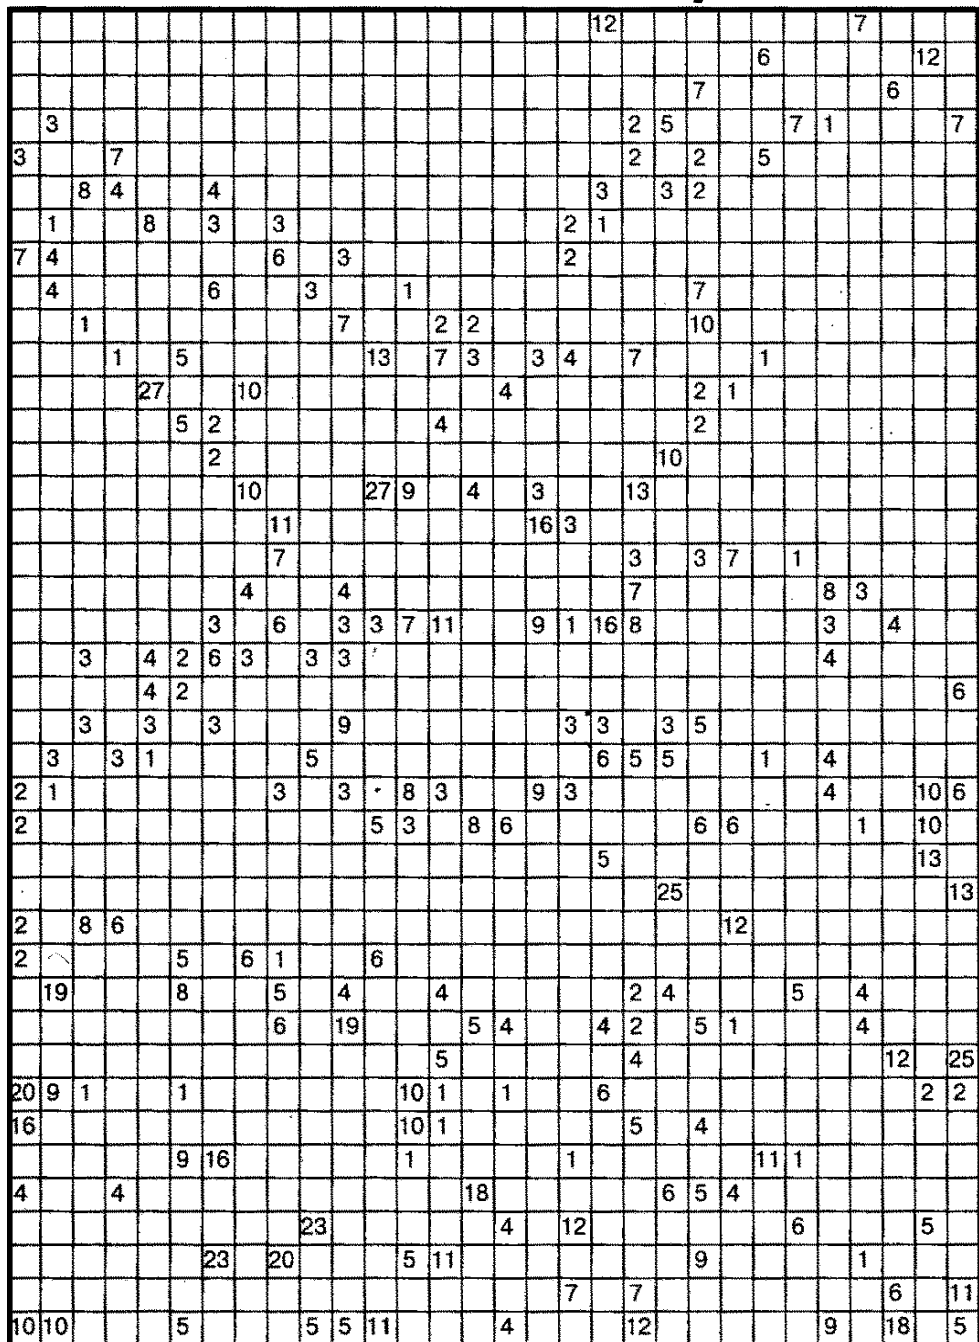 12 7
6 12
7 6
3 2 5 7 1 7
3 7 2 2 5
8 4 4 3 3 2
1 8 3 3 2 1
7 4 6 3 2
4 6 3 1 7
1 7 2 2 10
1 5 13 7 3 3 4 7 1
27 10 4 2 1
5 2 4 2
2 10
10 27 9 4 3 13
11 16 3
7 3 3 7 1
4 4 7 8 3
3 6 3 3 7 11 9 1 16 8 3 4
3 4 2 6 3 3 3 4
4 2 6
3 3 3 9 3 3 3 5
3 3 1 5 6 5 5 1 4
2 1 3 3 8 3 9 3 4 10 6
2 5 3 8 6 6 6 1 10
5 13
25 13
2 8 6 12
2 5 6 1 6
19 8 5 4 4 2 4 5 4
6 19 5 4 4 2 5 1 4
5 4 12 25
20 9 1 1 10 1 1 6 2 2
16 10 1 5 4
9 16 1 1 11 1
4 4 18 6 5 4
23 4 12 6 5
23 20 5 11 9 1
7 7 6 11
10 10 5 5 5 11 4 12 9 18 5